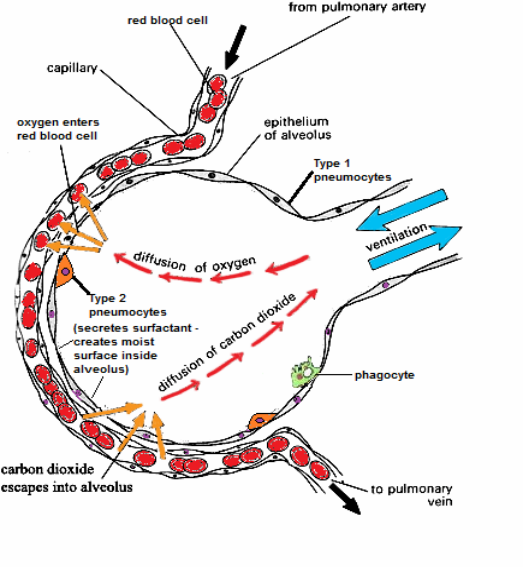 from pulmonary artery
red blood cell
capillary
oxygen enters
red blood cell
epithelium
of alveolus
Type 1
pneumocytes
ventilation
diffusion of oxygen
Type 2
pneumocytes
(secretes surfactant -
creates moist
surface inside
alveolus)
diffusion of carbon dioxide
phagocyte
carbon dioxide
escapes into alveolus
to pulmonary
vein